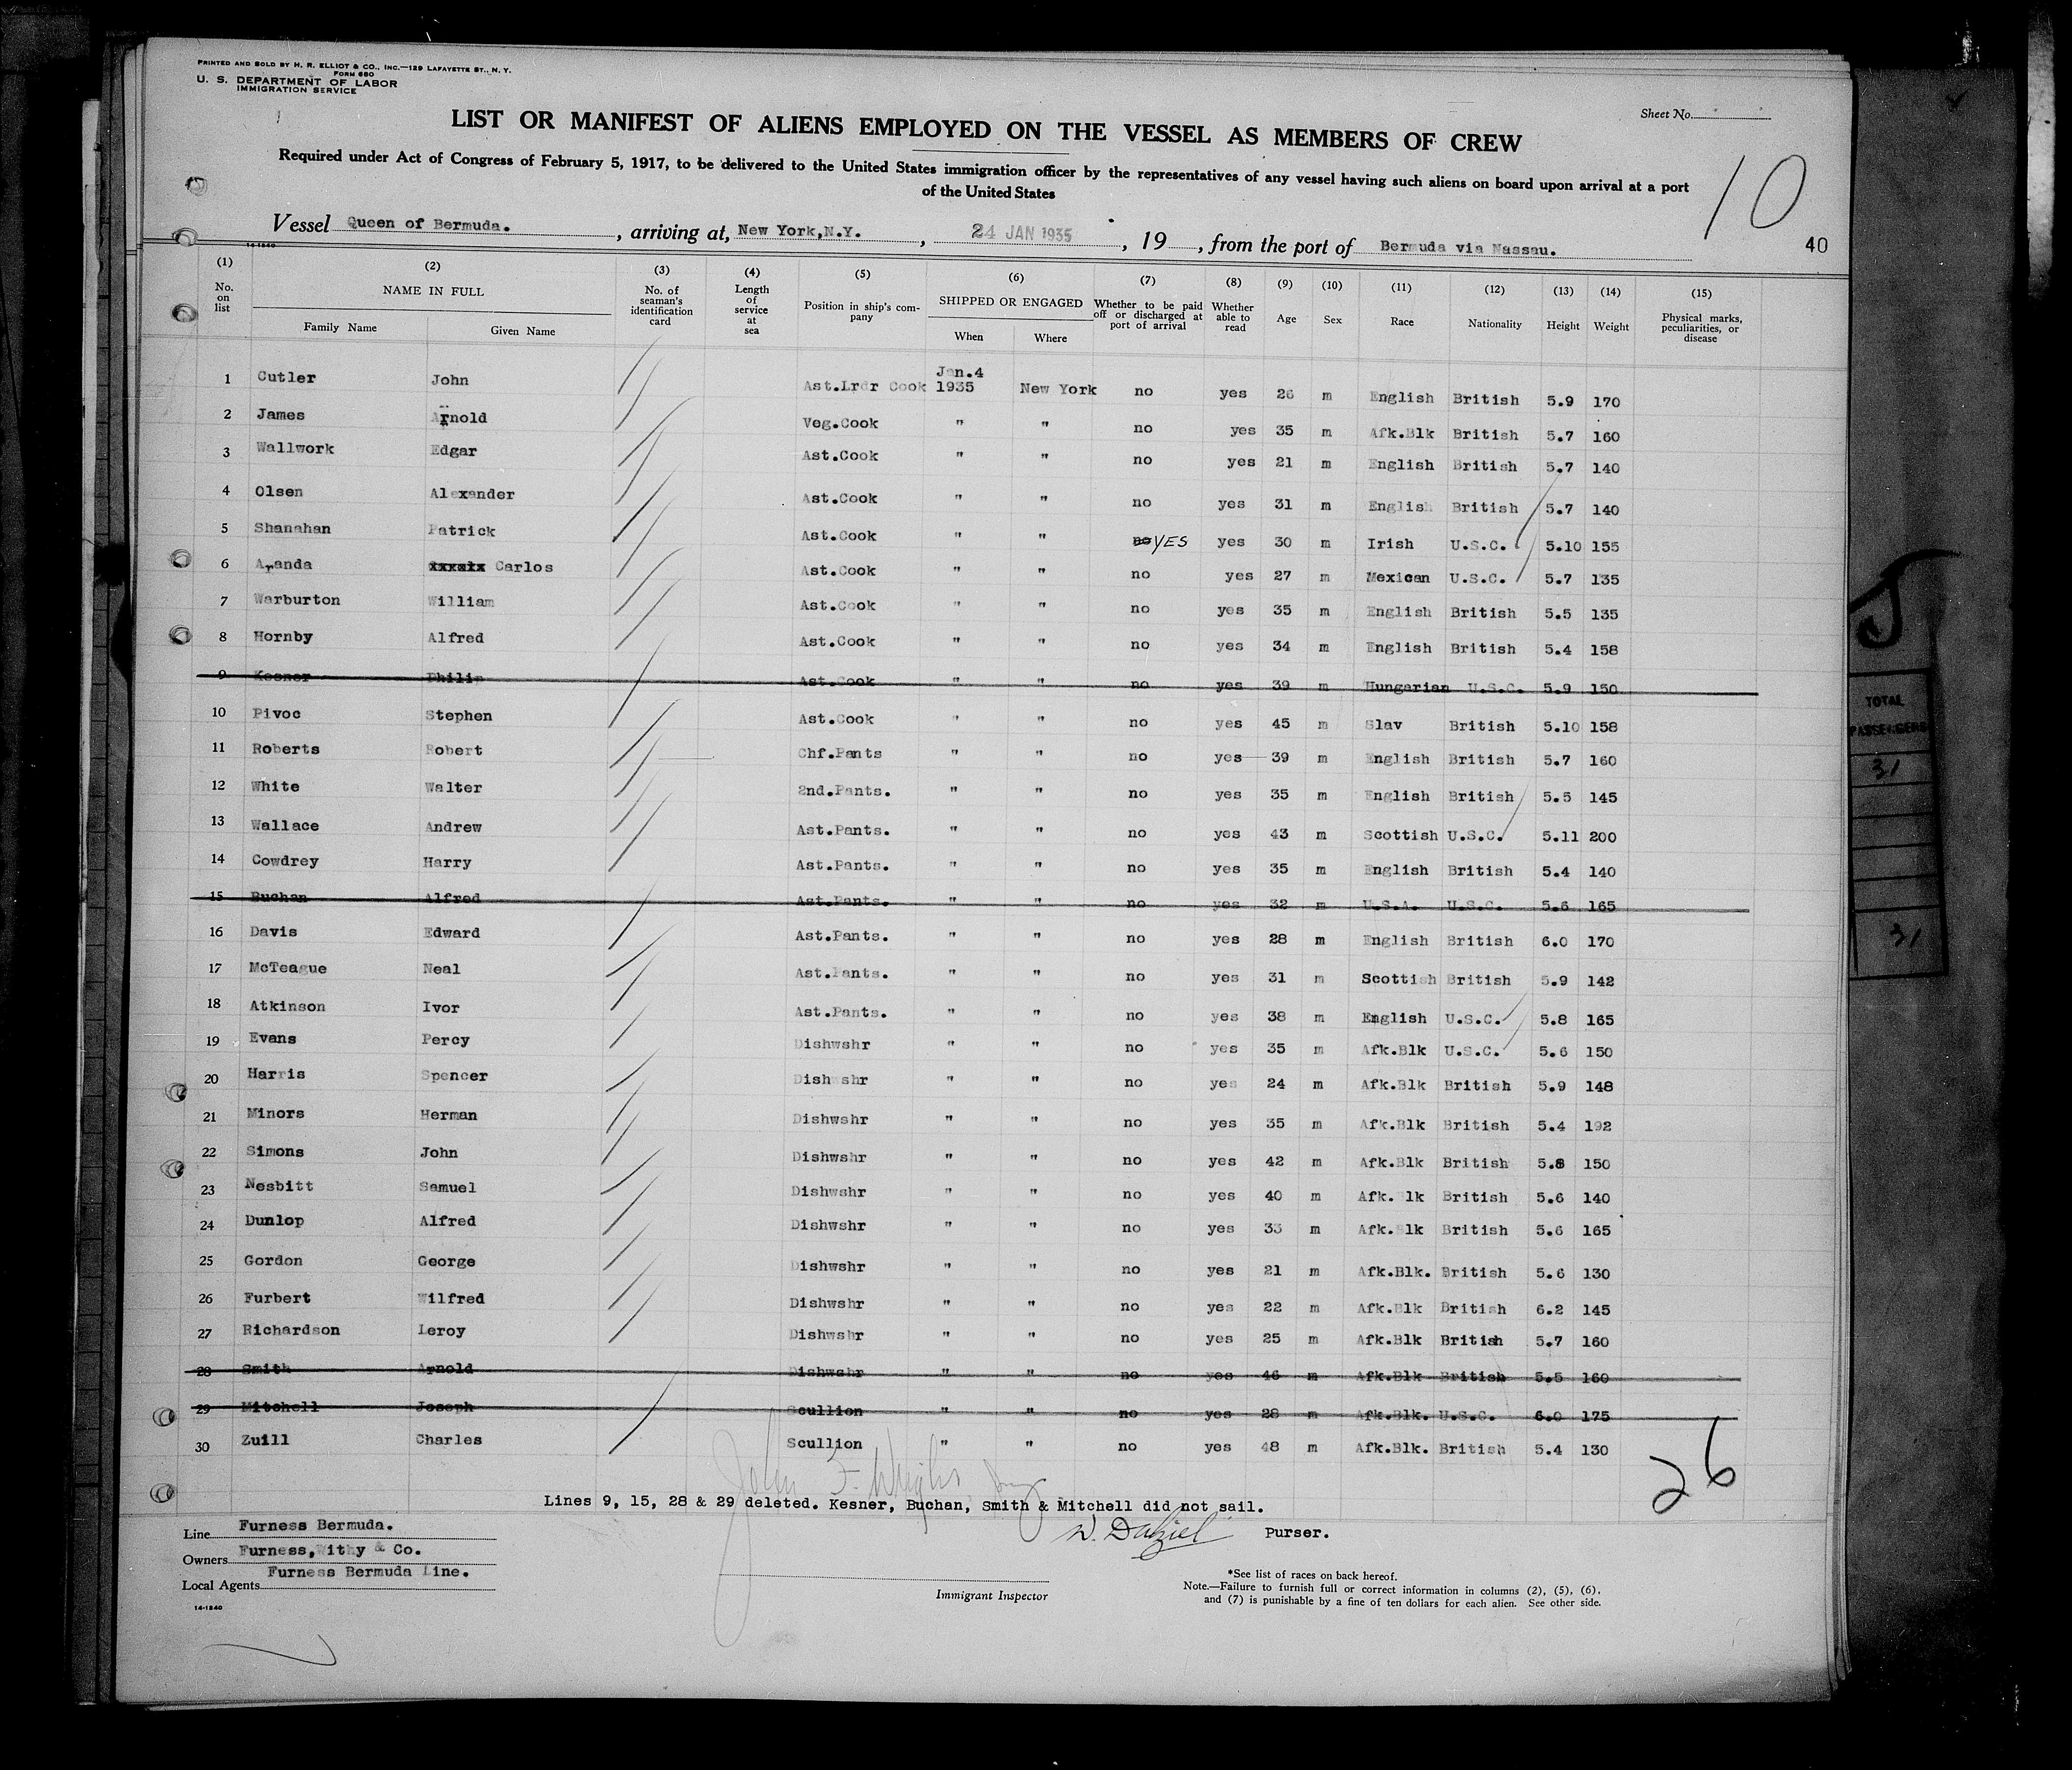 PRINTED AND SOLD BY H. R. ELLIOT & CO., INC.—129 LAFAYETTE ST., N. Y.
FORM 680
U. S. DEPARTMENT OF LABOR
IMMIGRATION SERVICE
Sheet No.
LIST OR MANIFEST OF ALIENS EMPLOYED ON THE VESSEL AS MEMBERS OF CREW
Required under Act of Congress of February 5, 1917, to be delivered to the United States immigration officer by the representatives of any vessel having such aliens on board upon arrival at a port
of the United States
10
Vessel Queen of Bermuda. , arriving at, New York,N.Y. , 24 JAN 1935 , 19 , from the port of Bermuda via Nassau.
40
14-1240
(1) (2) (3) (4) (5) (6) (7) (8) (9) (10) (11) (12) (13) (14) (15)
No. on list NAME IN FULL Family Name Given Name No. of seaman's identification card Length of service at sea Position in ship's company SHIPPED OR ENGAGED When Where Whether to be paid off or discharged at port of arrival Whether able to read Age Sex Race Nationality Height Weight Physical marks, peculiarities, or disease
1 Cutler John Ast.Lrdr Cook Jan.4 1935 New York no yes 26 m English British 5.9 170
2 James Arnold Veg.Cook " " no yes 35 m Afk.Blk British 5.7 160
3 Wallwork Edgar Ast.Cook " " no yes 21 m English British 5.7 140
4 Olsen Alexander Ast.Cook " " no yes 31 m English British 5.7 140
5 Shanahan Patrick Ast.Cook " " no YES yes 30 m Irish U.S.C. 5.10 155
6 Aranda Carlos Ast.Cook " " no yes 27 m Mexican U.S.C. 5.7 135
7 Warburton William Ast.Cook " " no yes 35 m English British 5.5 135
8 Hornby Alfred Ast.Cook " " no yes 34 m English British 5.4 158
9 Kesner Philip Ast.Cook " " no yes 39 m Hungarian U.S.C. 5.9 150
10 Pivoc Stephen Ast.Cook " " no yes 45 m Slav British 5.10 158
11 Roberts Robert Chf.Pants " " no yes 39 m English British 5.7 160
12 White Walter 2nd.Pants. " " no yes 35 m English British 5.5 145
13 Wallace Andrew Ast.Pants. " " no yes 43 m Scottish U.S.C. 5.11 200
14 Cowdrey Harry Ast.Pants. " " no yes 35 m English British 5.4 140
15 Buchan Alfred Ast.Pants. " " no yes 32 m U.S.A. U.S.C. 5.6 165
16 Davis Edward Ast.Pants. " " no yes 28 m English British 6.0 170
17 McTeague Neal Ast.Pants. " " no yes 31 m Scottish British 5.9 142
18 Atkinson Ivor Ast.Pants. " " no yes 38 m English U.S.C. 5.8 165
19 Evans Percy Dishwshr " " no yes 35 m Afk.Blk U.S.C. 5.6 150
20 Harris Spencer Dishwshr " " no yes 24 m Afk.Blk British 5.9 148
21 Minors Herman Dishwshr " " no yes 35 m Afk.Blk British 5.4 192
22 Simons John Dishwshr " " no yes 42 m Afk.Blk British 5.8 150
23 Nesbitt Samuel Dishwshr " " no yes 40 m Afk.Blk British 5.6 140
24 Dunlop Alfred Dishwshr " " no yes 33 m Afk.Blk British 5.6 165
25 Gordon George Dishwshr " " no yes 21 m Afk.Blk. British 5.6 130
26 Furbert Wilfred Dishwshr " " no yes 22 m Afk.Blk British 6.2 145
27 Richardson Leroy Dishwshr " " no yes 25 m Afk.Blk British 5.7 160
28 Smith Arnold Dishwshr " " no yes 46 m Afk.Blk British 5.5 160
29 Mitchell Joseph Scullion " " no yes 28 m Afk.Blk. U.S.C. 6.0 175
30 Zuill Charles Scullion " " no yes 48 m Afk.Blk. British 5.4 130
26
John F.
Lines 9, 15, 28 & 29 deleted. Kesner, Buchan, Smith & Mitchell did not sail.
W. Dalziel Purser.
Line Furness Bermuda.
Owners Furness,Withy & Co.
Local Agents Furness Bermuda Line.
14-1240
Immigrant Inspector
*See list of races on back hereof.
Note.—Failure to furnish full or correct information in columns (2), (5), (6),
and (7) is punishable by a fine of ten dollars for each alien. See other side.
TOTAL
PASSENGERS
31
31